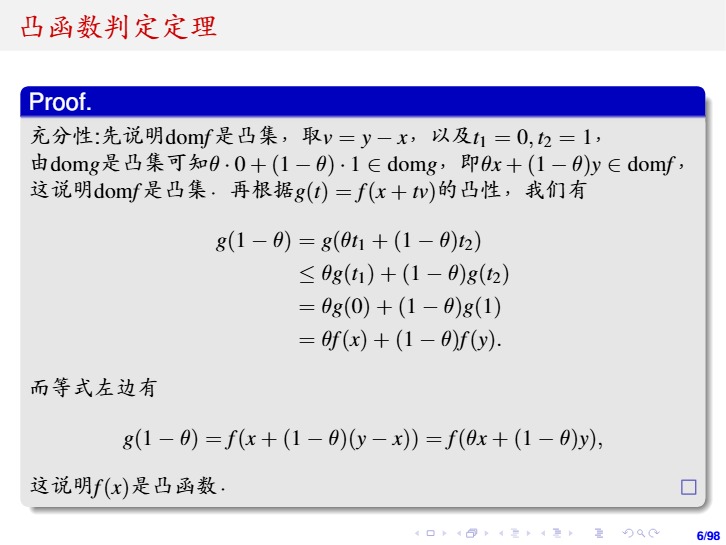 凸函数判定定理
Proof.
充分性:先说明domf是凸集，取v = y − x，以及t₁ = 0, t₂ = 1，
由domg是凸集可知θ · 0 + (1 − θ) · 1 ∈ domg，即θx + (1 − θ)y ∈ domf，
这说明domf是凸集．再根据g(t) = f(x + tv)的凸性，我们有
g(1 − θ) = g(θt₁ + (1 − θ)t₂)
≤ θg(t₁) + (1 − θ)g(t₂)
= θg(0) + (1 − θ)g(1)
= θf(x) + (1 − θ)f(y).
而等式左边有
g(1 − θ) = f(x + (1 − θ)(y − x)) = f(θx + (1 − θ)y),
这说明f(x)是凸函数．
6/98